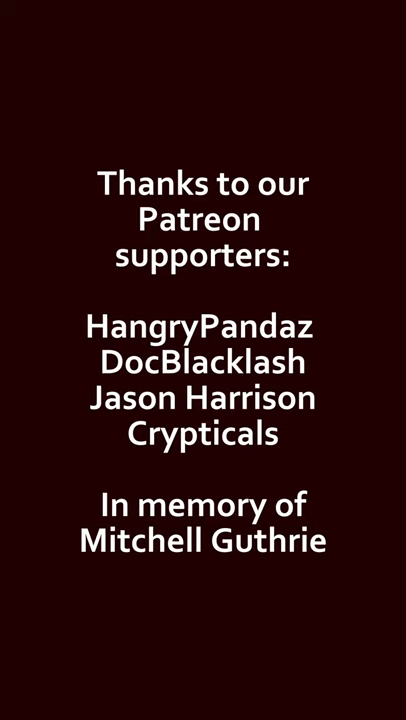 Thanks to our
Patreon
supporters:
HangryPandaz
DocBlacklash
Jason Harrison
Crypticals
In memory of
Mitchell Guthrie